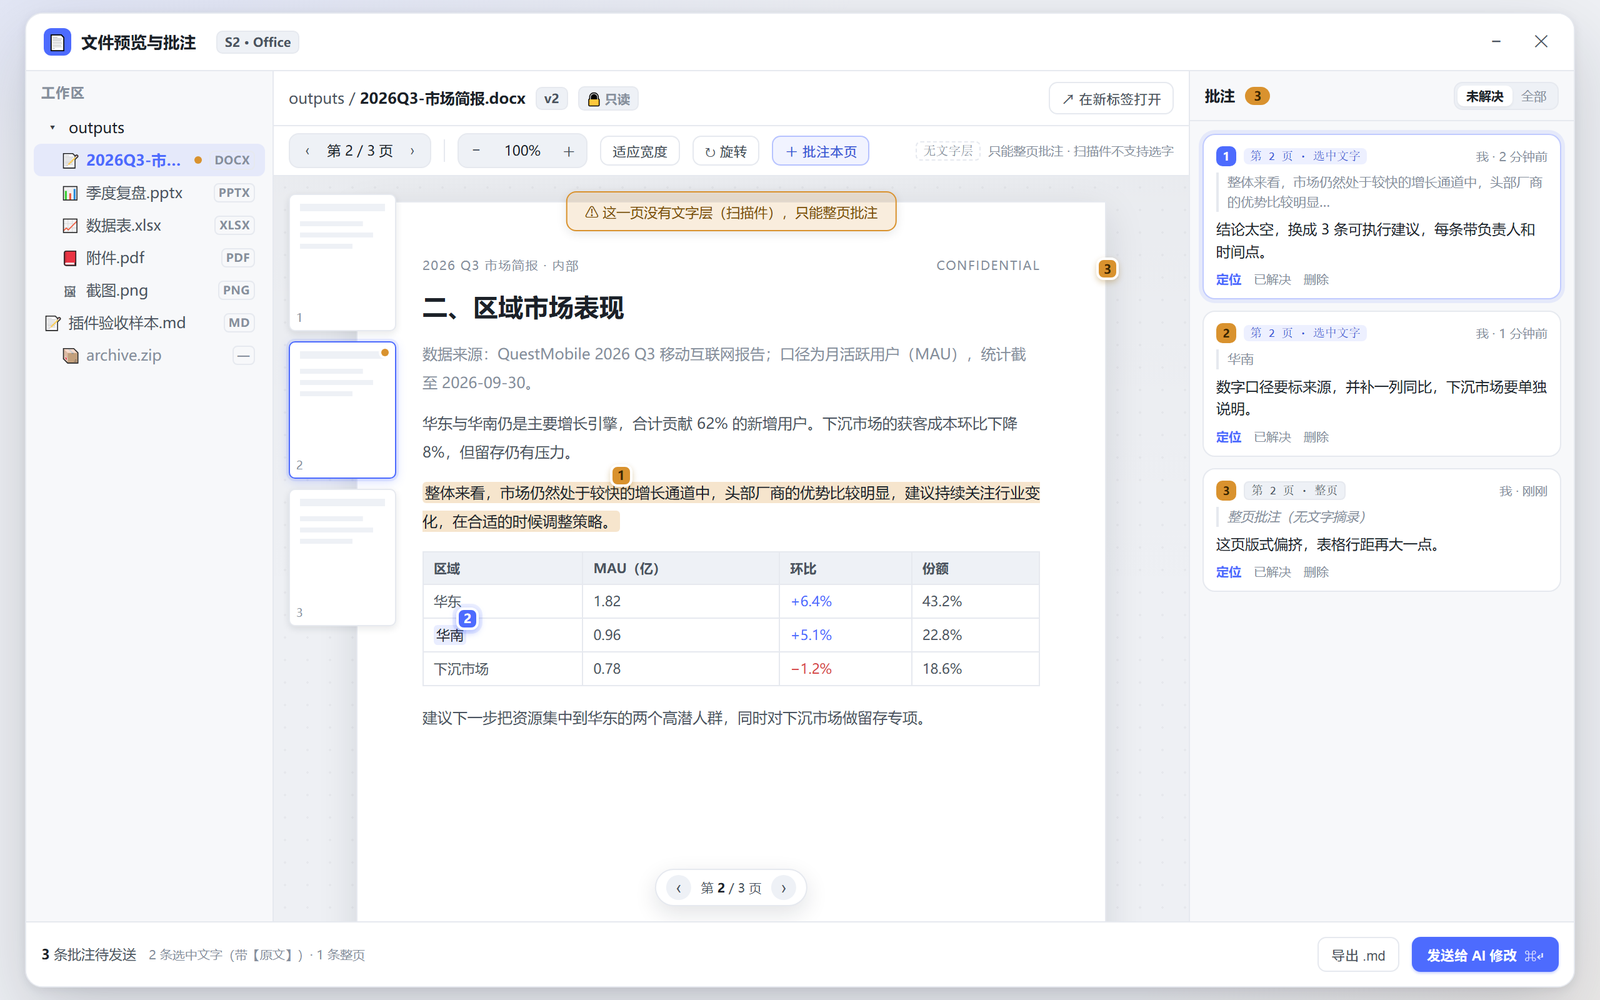 文件预览与批注 S2 • Office
工作区
outputs
2026Q3-市... DOCX
季度复盘.pptx PPTX
数据表.xlsx XLSX
附件.pdf PDF
截图.png PNG
插件验收样本.md MD
archive.zip —
outputs / 2026Q3-市场简报.docx v2 只读 ↗ 在新标签打开
‹ 第 2 / 3 页 › − 100% + 适应宽度 ↻ 旋转 + 批注本页 无文字层 只能整页批注 · 扫描件不支持选字
1
2
3
⚠ 这一页没有文字层（扫描件），只能整页批注
2026 Q3 市场简报 · 内部 CONFIDENTIAL
3
二、区域市场表现
数据来源：QuestMobile 2026 Q3 移动互联网报告；口径为月活跃用户（MAU），统计截
至 2026-09-30。
华东与华南仍是主要增长引擎，合计贡献 62% 的新增用户。下沉市场的获客成本环比下降
8%，但留存仍有压力。
1
整体来看，市场仍然处于较快的增长通道中，头部厂商的优势比较明显，建议持续关注行业变
化，在合适的时候调整策略。
区域 MAU（亿） 环比 份额
华东 1.82 +6.4% 43.2%
2
华南 0.96 +5.1% 22.8%
下沉市场 0.78 −1.2% 18.6%
建议下一步把资源集中到华东的两个高潜人群，同时对下沉市场做留存专项。
‹ 第 2 / 3 页 ›
批注 3 未解决 全部
1 第 2 页 · 选中文字 我 · 2 分钟前
整体来看，市场仍然处于较快的增长通道中，头部厂商
的优势比较明显...
结论太空，换成 3 条可执行建议，每条带负责人和
时间点。
定位 已解决 删除
2 第 2 页 · 选中文字 我 · 1 分钟前
华南
数字口径要标来源，并补一列同比，下沉市场要单独
说明。
定位 已解决 删除
3 第 2 页 · 整页 我 · 刚刚
整页批注（无文字摘录）
这页版式偏挤，表格行距再大一点。
定位 已解决 删除
3 条批注待发送 2 条选中文字（带【原文】）· 1 条整页
导出 .md 发送给 AI 修改 ⌘↵